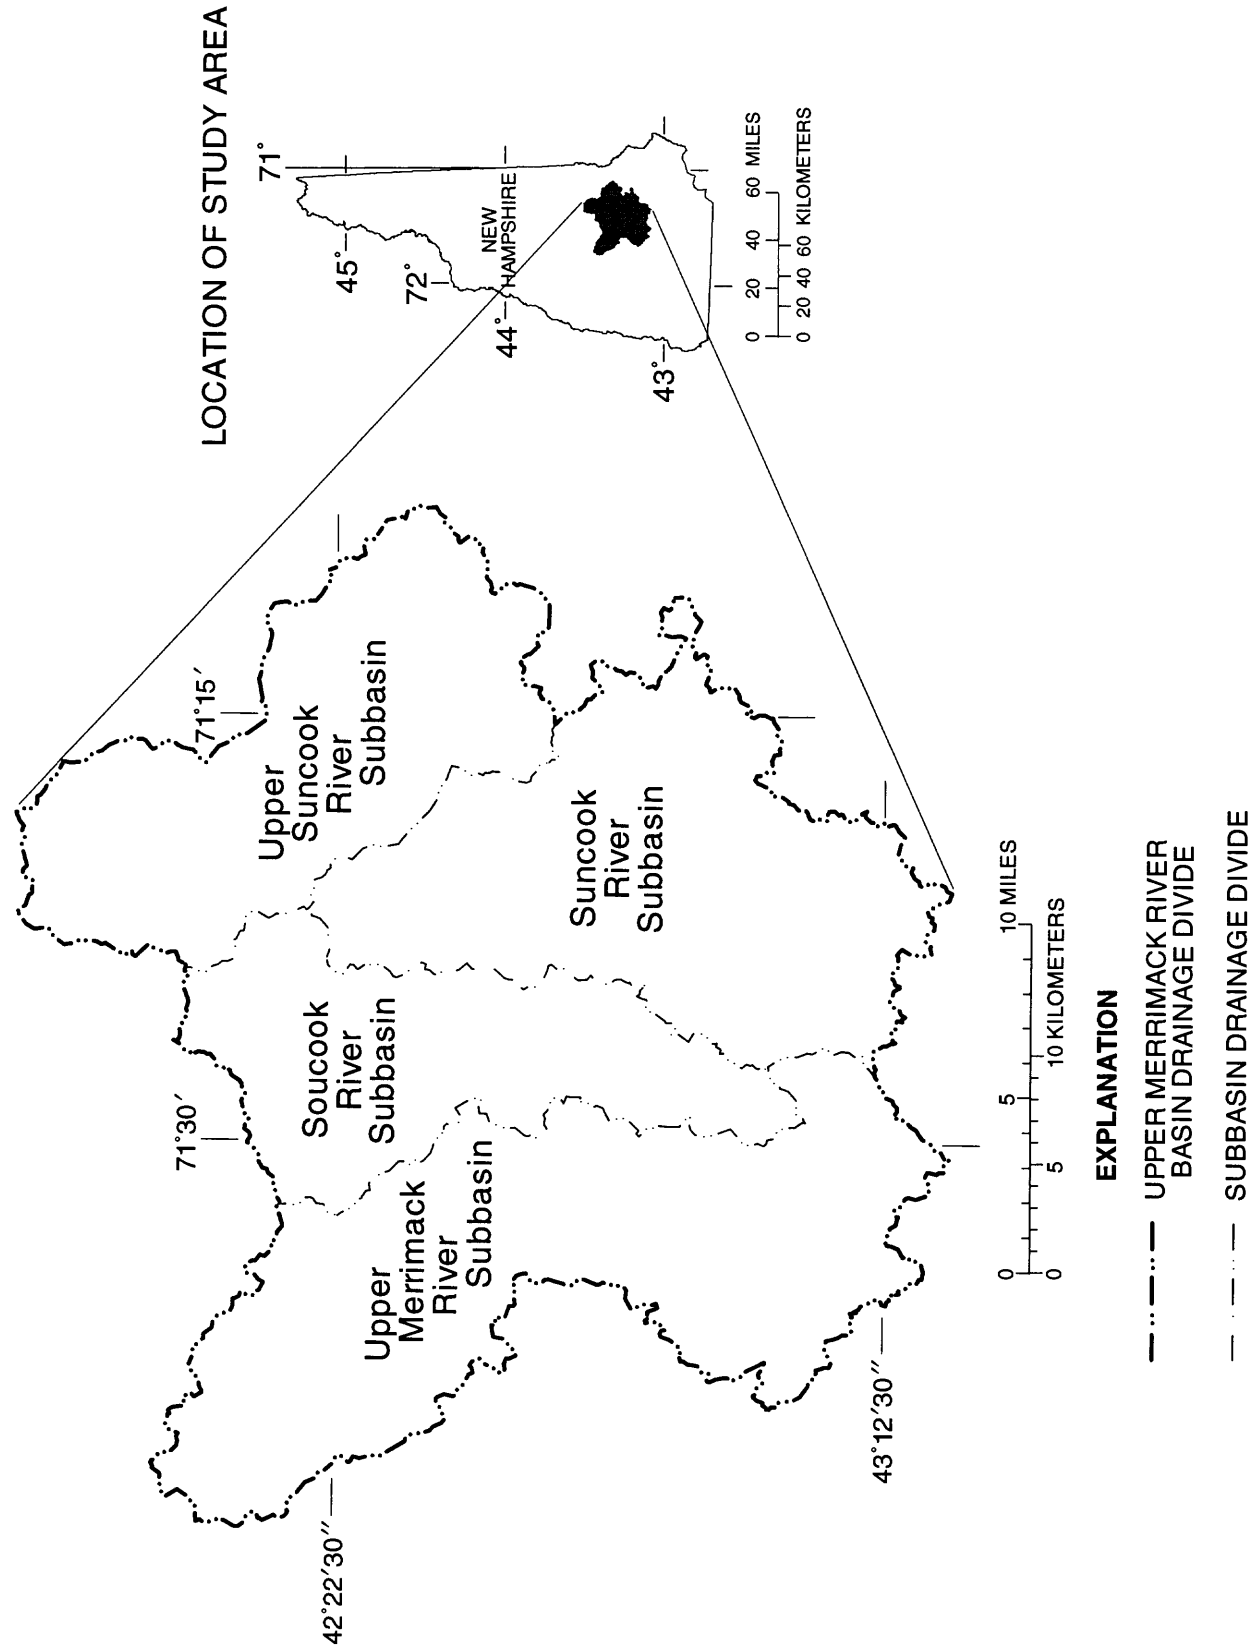 LOCATION OF STUDY AREA
71°
45°
72°
NEW
HAMPSHIRE
44°
43°
0 20 40 60 MILES
0 20 40 60 KILOMETERS
71°15′
71°30′
Upper
Suncook
River
Subbasin
Soucook
River
Subbasin
Suncook
River
Subbasin
Upper
Merrimack
River
Subbasin
42°22′30″
43°12′30″
0 5 10 MILES
0 5 10 KILOMETERS
EXPLANATION
UPPER MERRIMACK RIVER
BASIN DRAINAGE DIVIDE
SUBBASIN DRAINAGE DIVIDE